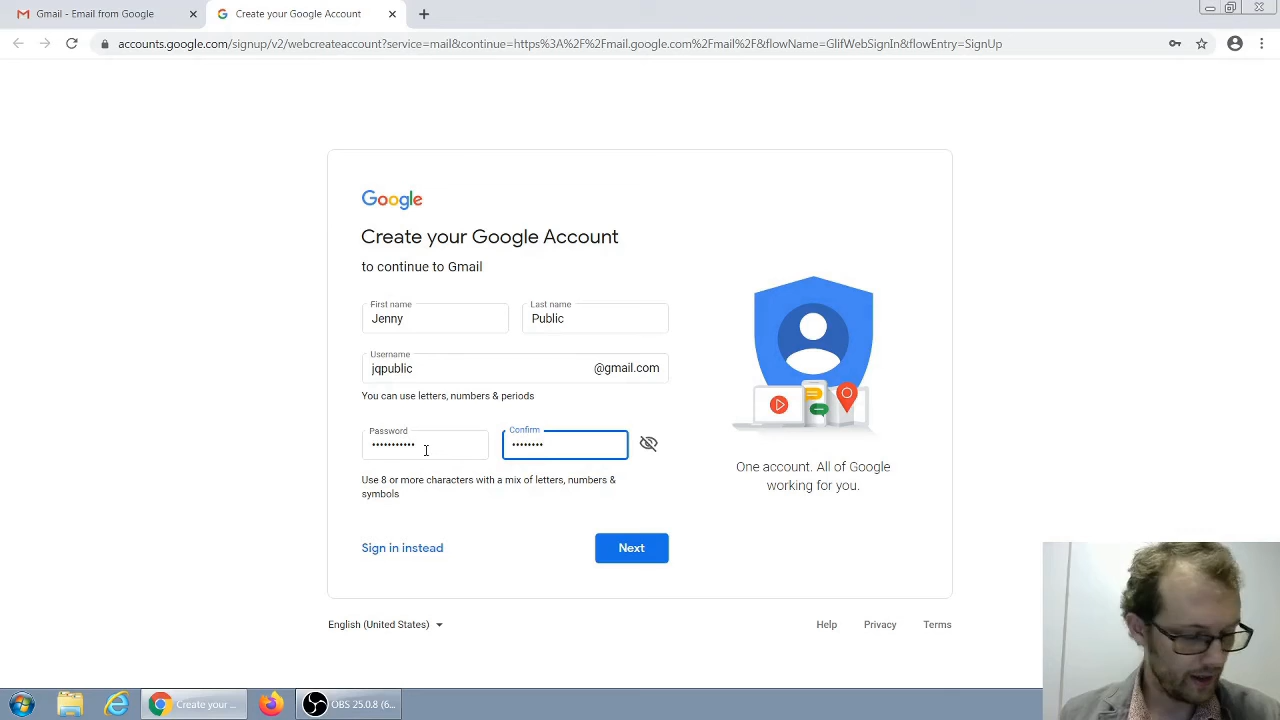 Gmail - Email from Google
Create your Google Account
accounts.google.com/signup/v2/webcreateaccount?service=mail&continue=https%3A%2F%2Fmail.google.com%2Fmail%2F&flowName=GlifWebSignIn&flowEntry=SignUp
Google
Create your Google Account
to continue to Gmail
First name
Last name
Jenny
Public
Username
jqpublic
@gmail.com
You can use letters, numbers & periods
Password
Confirm
•••••••••••
••••••••
Use 8 or more characters with a mix of letters, numbers &
symbols
One account. All of Google
working for you.
Sign in instead
Next
English (United States)
Help
Privacy
Terms
Create your ...
OBS 25.0.8 (6...